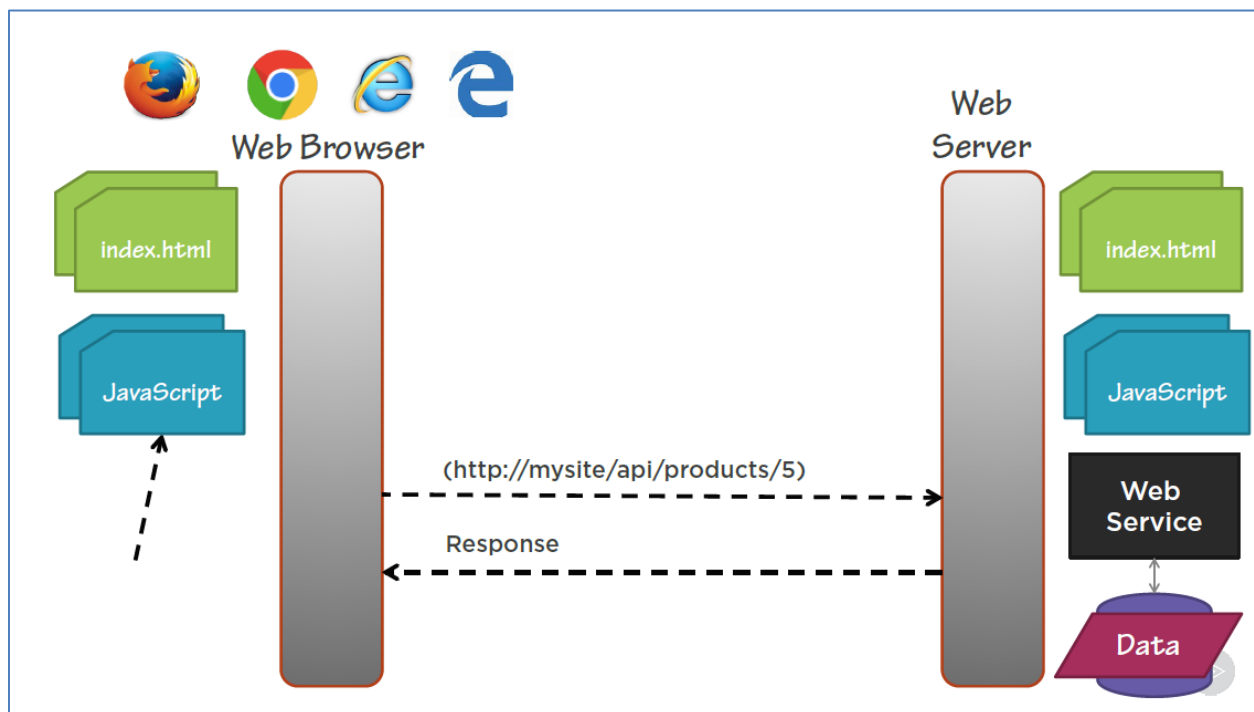 Web Browser
Web
Server
index.html
index.html
JavaScript
JavaScript
(http://mysite/api/products/5)
Web
Service
Response
Data